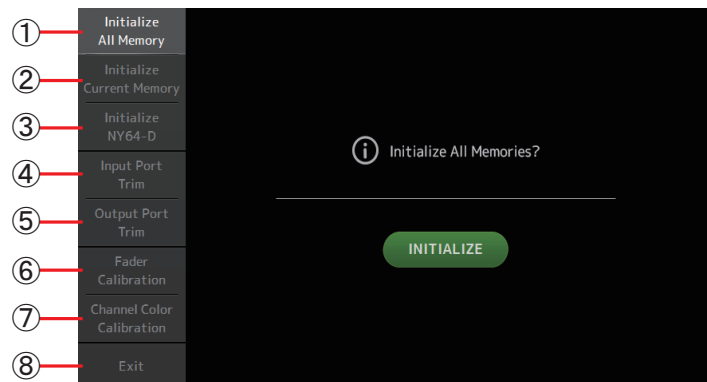 ① Initialize
All Memory
② Initialize
Current Memory
③ Initialize
NY64-D
④ Input Port
Trim
⑤ Output Port
Trim
⑥ Fader
Calibration
⑦ Channel Color
Calibration
⑧ Exit
Initialize All Memories?
INITIALIZE